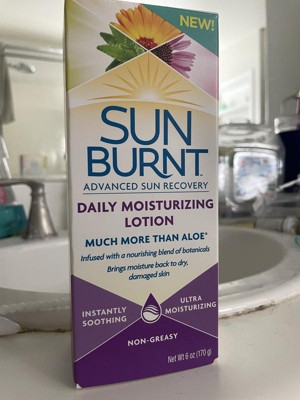 NEW!
SUN
BURNT
ADVANCED SUN RECOVERY
DAILY MOISTURIZING
LOTION
MUCH MORE THAN ALOE*
Infused with a nourishing blend of botanicals
Brings moisture back to dry,
damaged skin
INSTANTLY
SOOTHING
ULTRA
MOISTURIZING
NON-GREASY
Net Wt 6 oz (170 g)